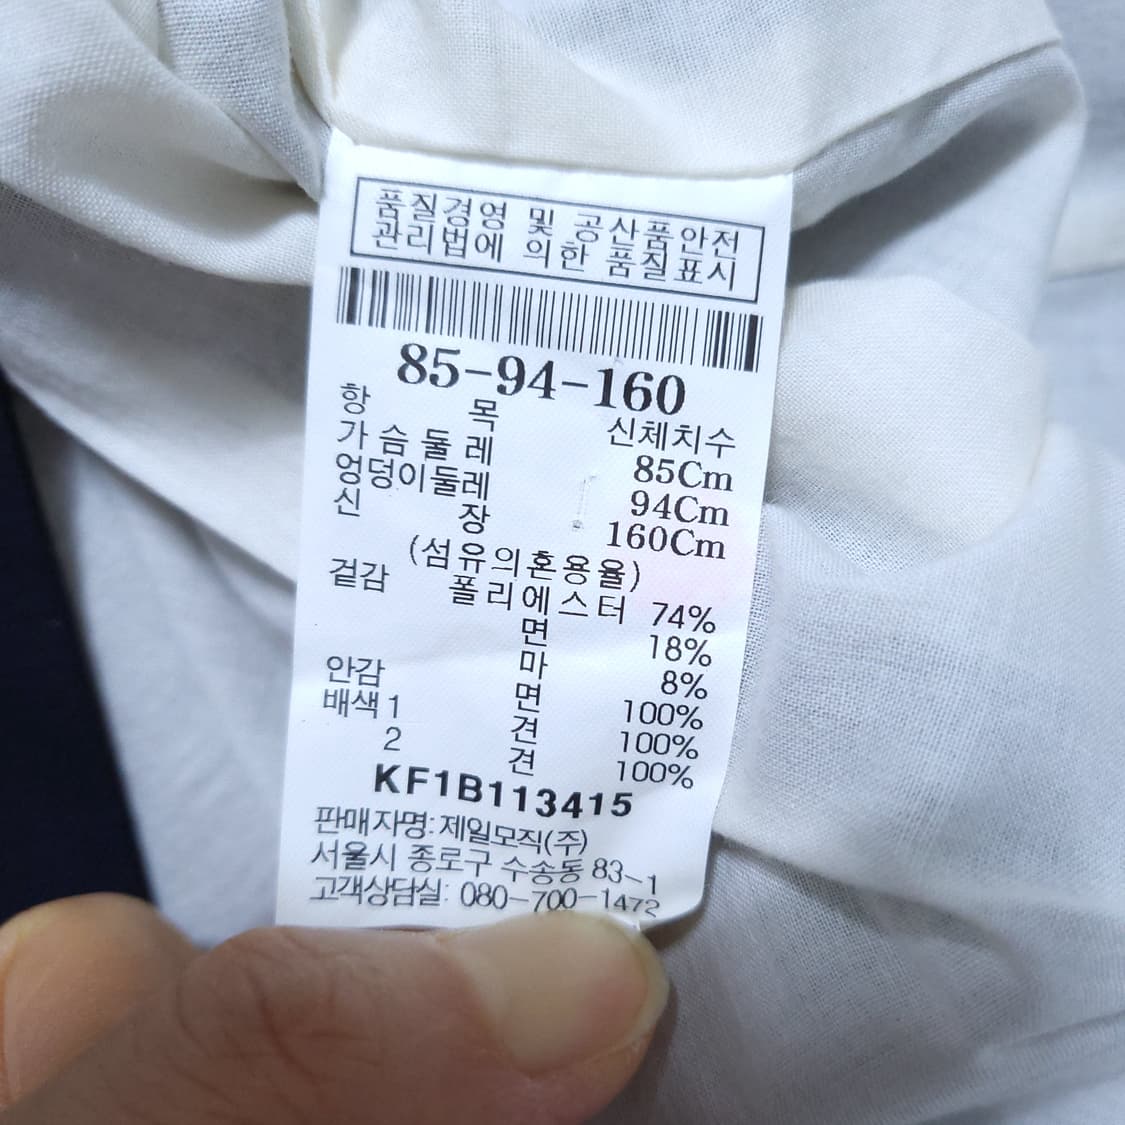 품질경영 및 공산품안전
관리법에 의한 품질표시
85-94-160
항 목 신체치수
가슴둘레 85Cm
엉덩이둘레 94Cm
신 장 160Cm
(섬유의혼용율)
겉감 폴리에스터 74%
면 18%
마 8%
안감 면 100%
배색1 견 100%
2 견 100%
KF1B113415
판매자명: 제일모직(주)
서울시 종로구 수송동 83-1
고객상담실: 080-700-1472